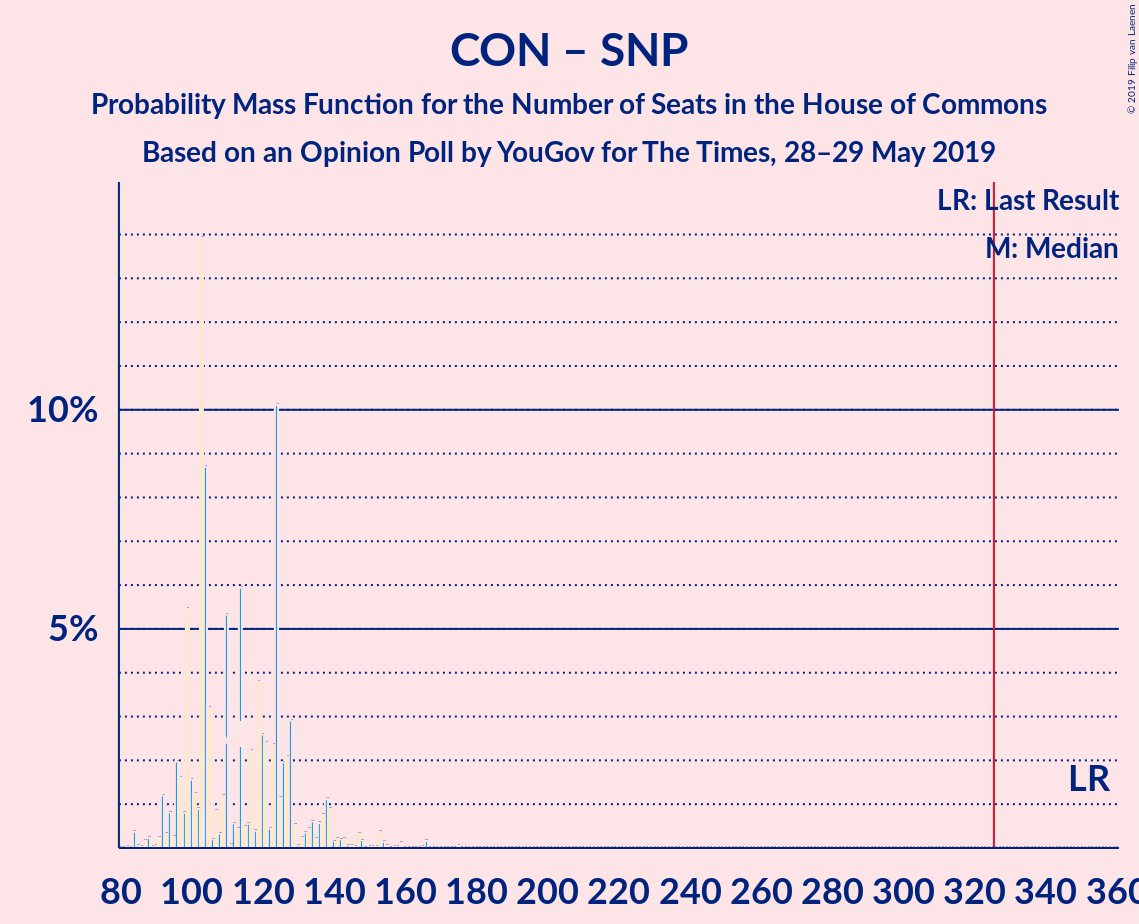 CON – SNP
Probability Mass Function for the Number of Seats in the House of Commons
Based on an Opinion Poll by YouGov for The Times, 28–29 May 2019
© 2019 Filip van Laenen
LR: Last Result
M: Median
10%
5%
LR
80 100 120 140 160 180 200 220 240 260 280 300 320 340 360